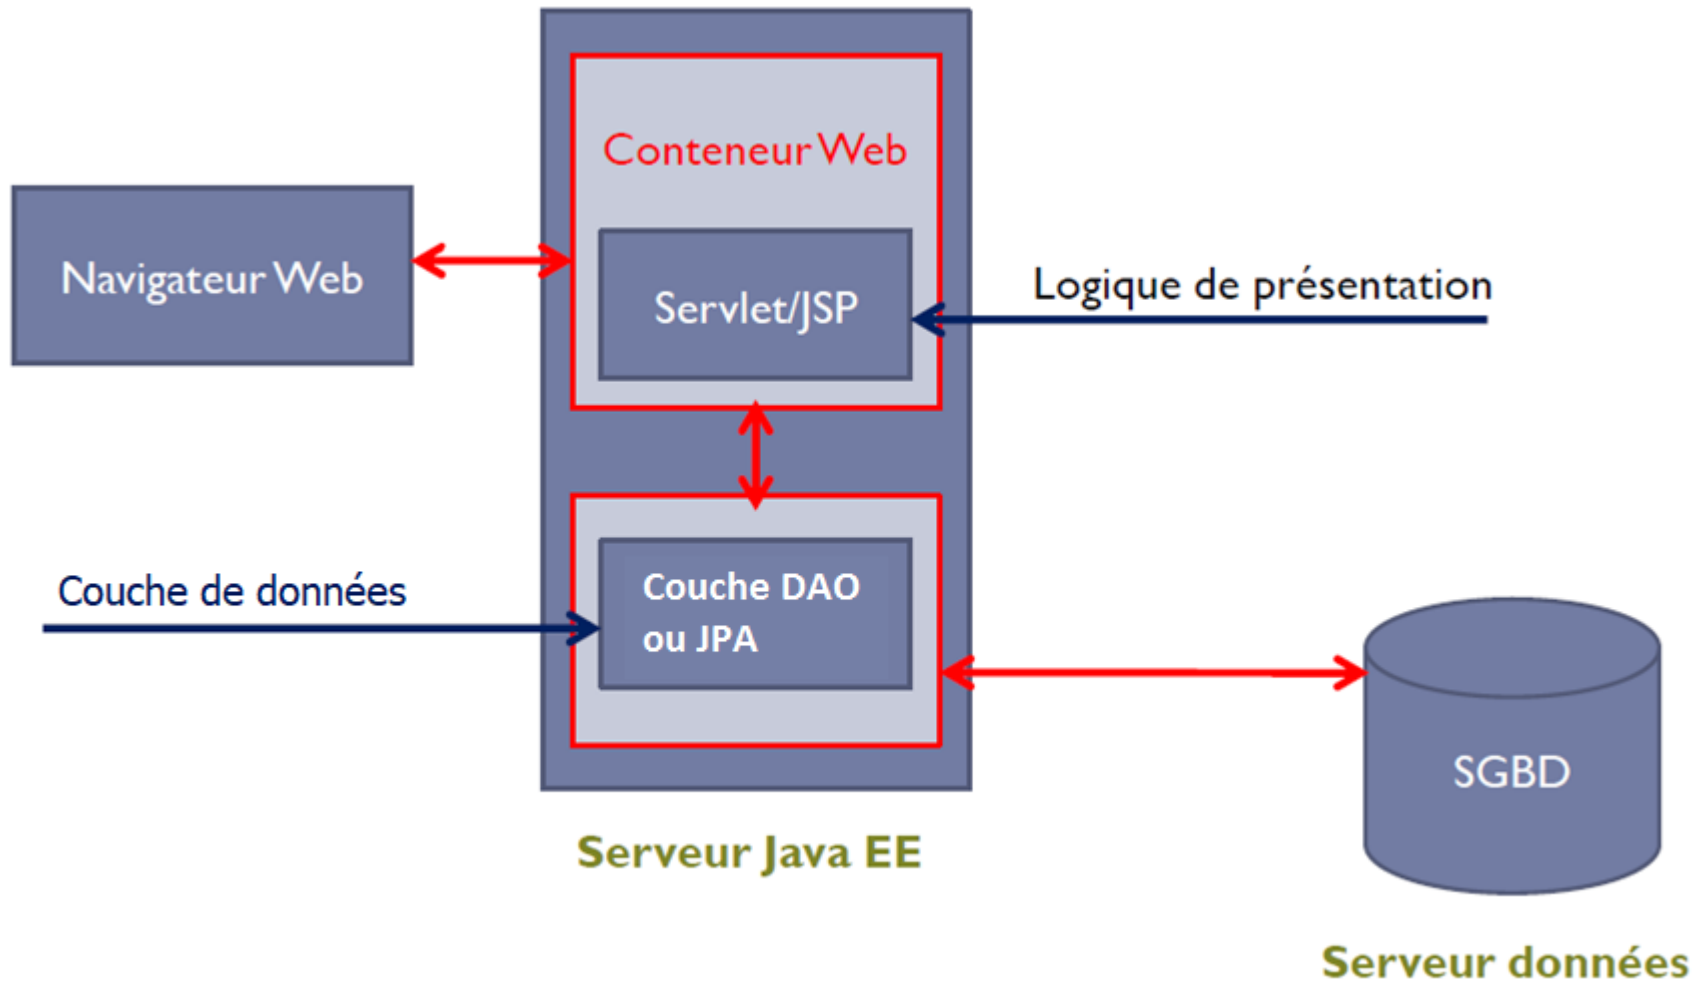 Conteneur Web
Navigateur Web
Servlet/JSP
Logique de présentation
Couche de données
Couche DAO
ou JPA
SGBD
Serveur Java EE
Serveur données